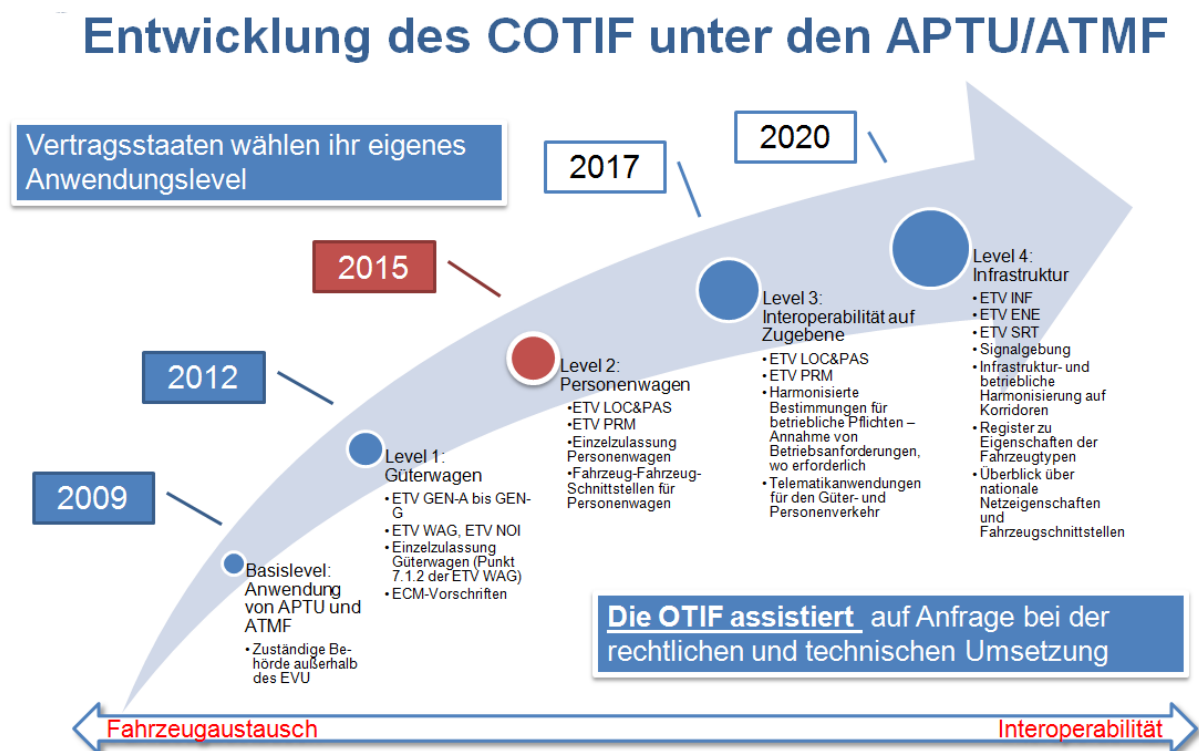 Entwicklung des COTIF unter den APTU/ATMF
Vertragsstaaten wählen ihr eigenes
Anwendungslevel
2009
Basislevel:
Anwendung
von APTU und
ATMF
• Zuständige Be-
hörde außerhalb
des EVU
2012
Level 1:
Güterwagen
• ETV GEN-A bis GEN-
G
• ETV WAG, ETV NOI
• Einzelzulassung
Güterwagen (Punkt
7.1.2 der ETV WAG)
• ECM-Vorschriften
2015
Level 2:
Personenwagen
• ETV LOC&PAS
• ETV PRM
• Einzelzulassung
Personenwagen
• Fahrzeug-Fahrzeug-
Schnittstellen für
Personenwagen
2017
Level 3:
Interoperabilität auf
Zugebene
• ETV LOC&PAS
• ETV PRM
• Harmonisierte
Bestimmungen für
betriebliche Pflichten –
Annahme von
Betriebsanforderungen,
wo erforderlich
• Telematikanwendungen
für den Güter- und
Personenverkehr
2020
Level 4:
Infrastruktur
• ETV INF
• ETV ENE
• ETV SRT
• Signalgebung
• Infrastruktur- und
betriebliche
Harmonisierung auf
Korridoren
• Register zu
Eigenschaften der
Fahrzeugtypen
• Überblick über
nationale
Netzeigenschaften
und
Fahrzeugschnittstellen
Die OTIF assistiert auf Anfrage bei der
rechtlichen und technischen Umsetzung
Fahrzeugaustausch
Interoperabilität